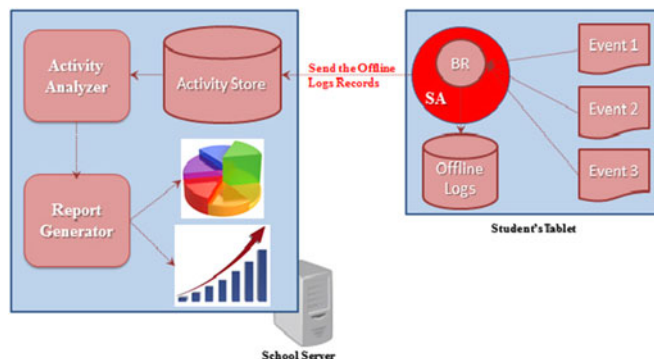 Activity
Analyzer
Activity Store
Send the Offline
Logs Records
BR
SA
Event 1
Event 2
Event 3
Offline
Logs
Report
Generator
Student'sTablet
School Server